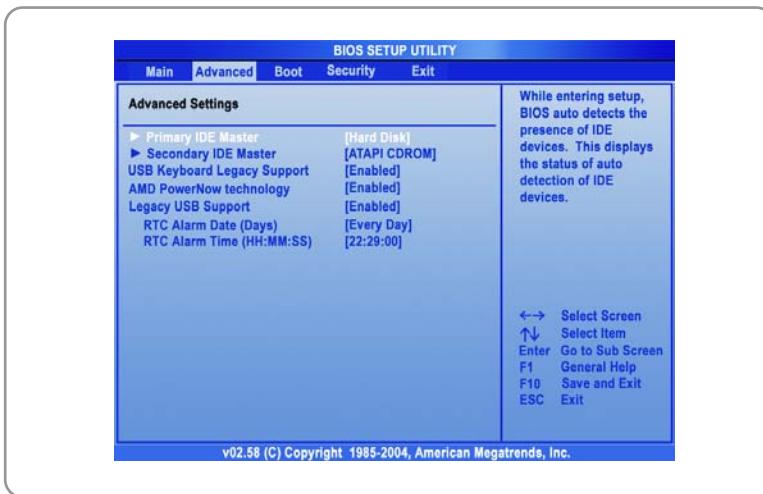 BIOS SETUP UTILITY
Main Advanced Boot Security Exit
Advanced Settings
► Primary IDE Master [Hard Disk]
► Secondary IDE Master [ATAPI CDROM]
USB Keyboard Legacy Support [Enabled]
AMD PowerNow technology [Enabled]
Legacy USB Support [Enabled]
RTC Alarm Date (Days) [Every Day]
RTC Alarm Time (HH:MM:SS) [22:29:00]
While entering setup,
BIOS auto detects the
presence of IDE
devices. This displays
the status of auto
detection of IDE
devices.
←→ Select Screen
↑↓ Select Item
Enter Go to Sub Screen
F1 General Help
F10 Save and Exit
ESC Exit
v02.58 (C) Copyright 1985-2004, American Megatrends, Inc.